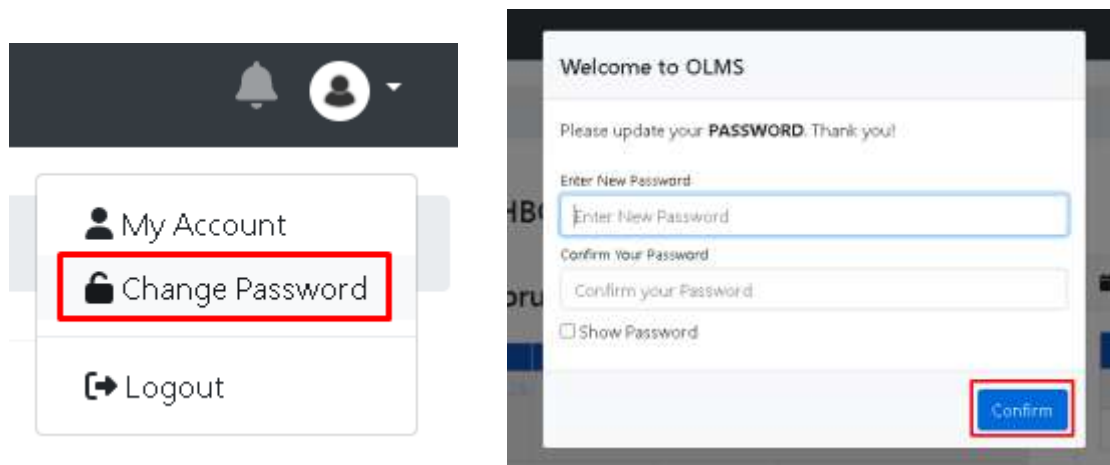 My Account
Change Password
Logout
Welcome to OLMS
Please update your PASSWORD. Thank you!
Enter New Password
Enter New Password
Confirm Your Password
Confirm your Password
Show Password
Confirm